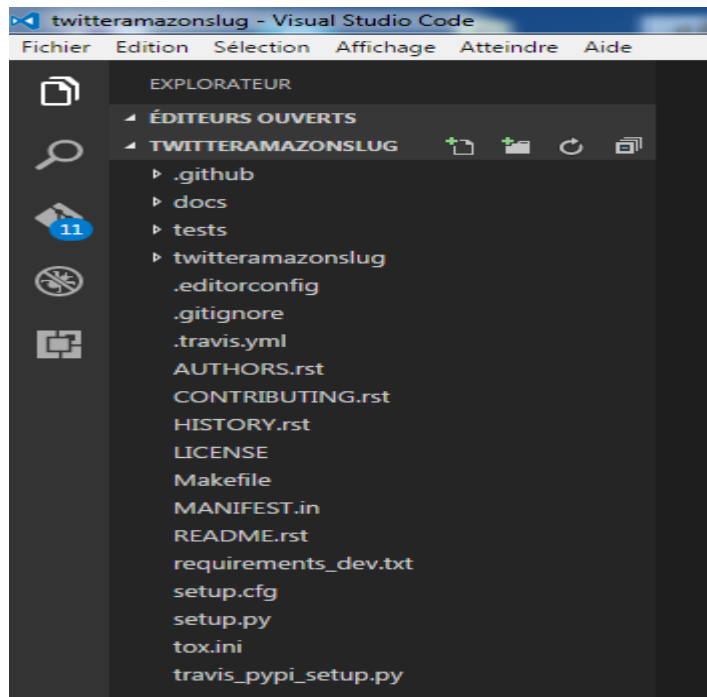 twitteramazonslug - Visual Studio Code
Fichier Edition Sélection Affichage Atteindre Aide
EXPLORATEUR
ÉDITEURS OUVERTS
TWITTERAMAZONSLUG
.github
docs
tests
11
twitteramazonslug
.editorconfig
.gitignore
.travis.yml
AUTHORS.rst
CONTRIBUTING.rst
HISTORY.rst
LICENSE
Makefile
MANIFEST.in
README.rst
requirements_dev.txt
setup.cfg
setup.py
tox.ini
travis_pypi_setup.py